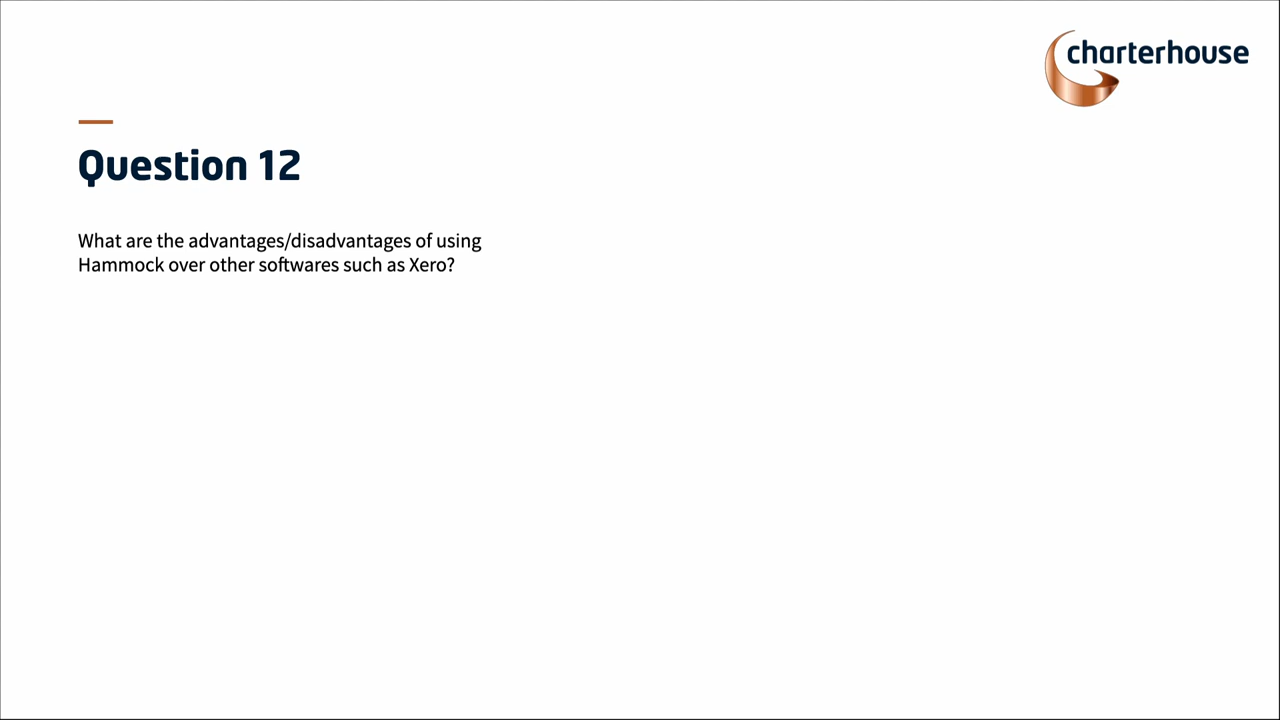 charterhouse
Question 12
What are the advantages/disadvantages of using
Hammock over other softwares such as Xero?